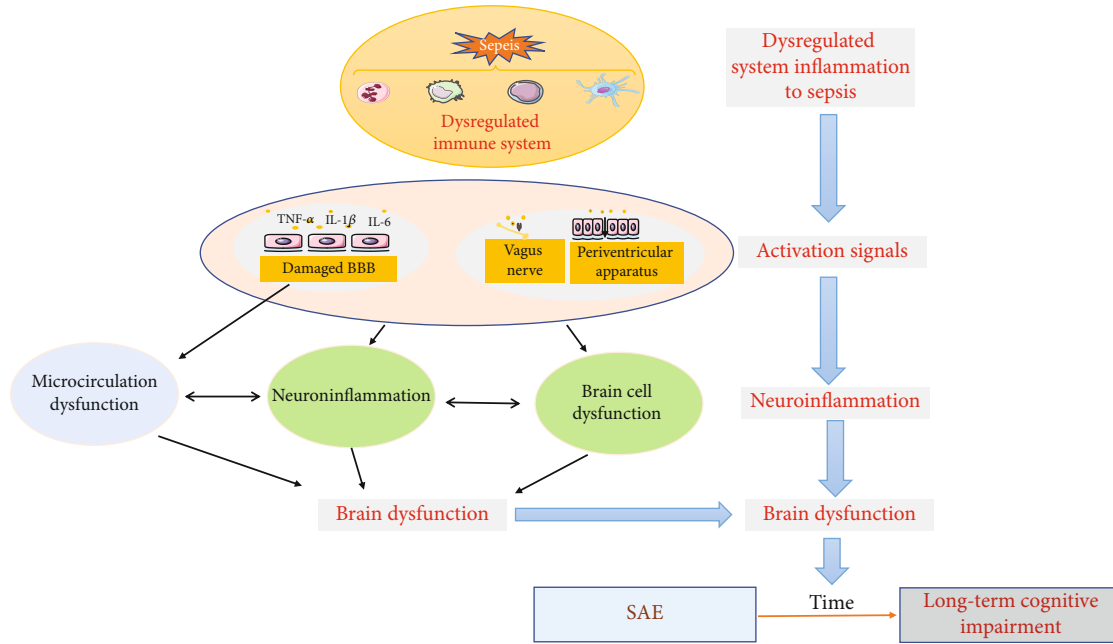 Sepeis
Dysregulated
immune system
Dysregulated
system inflammation
to sepsis
TNF-α IL-1β IL-6
Damaged BBB
Vagus
nerve
Periventricular
apparatus
Activation signals
Microcirculation
dysfunction
Neuroninflammation
Brain cell
dysfunction
Neuroinflammation
Brain dysfunction
Brain dysfunction
SAE
Time
Long-term cognitive
impairment